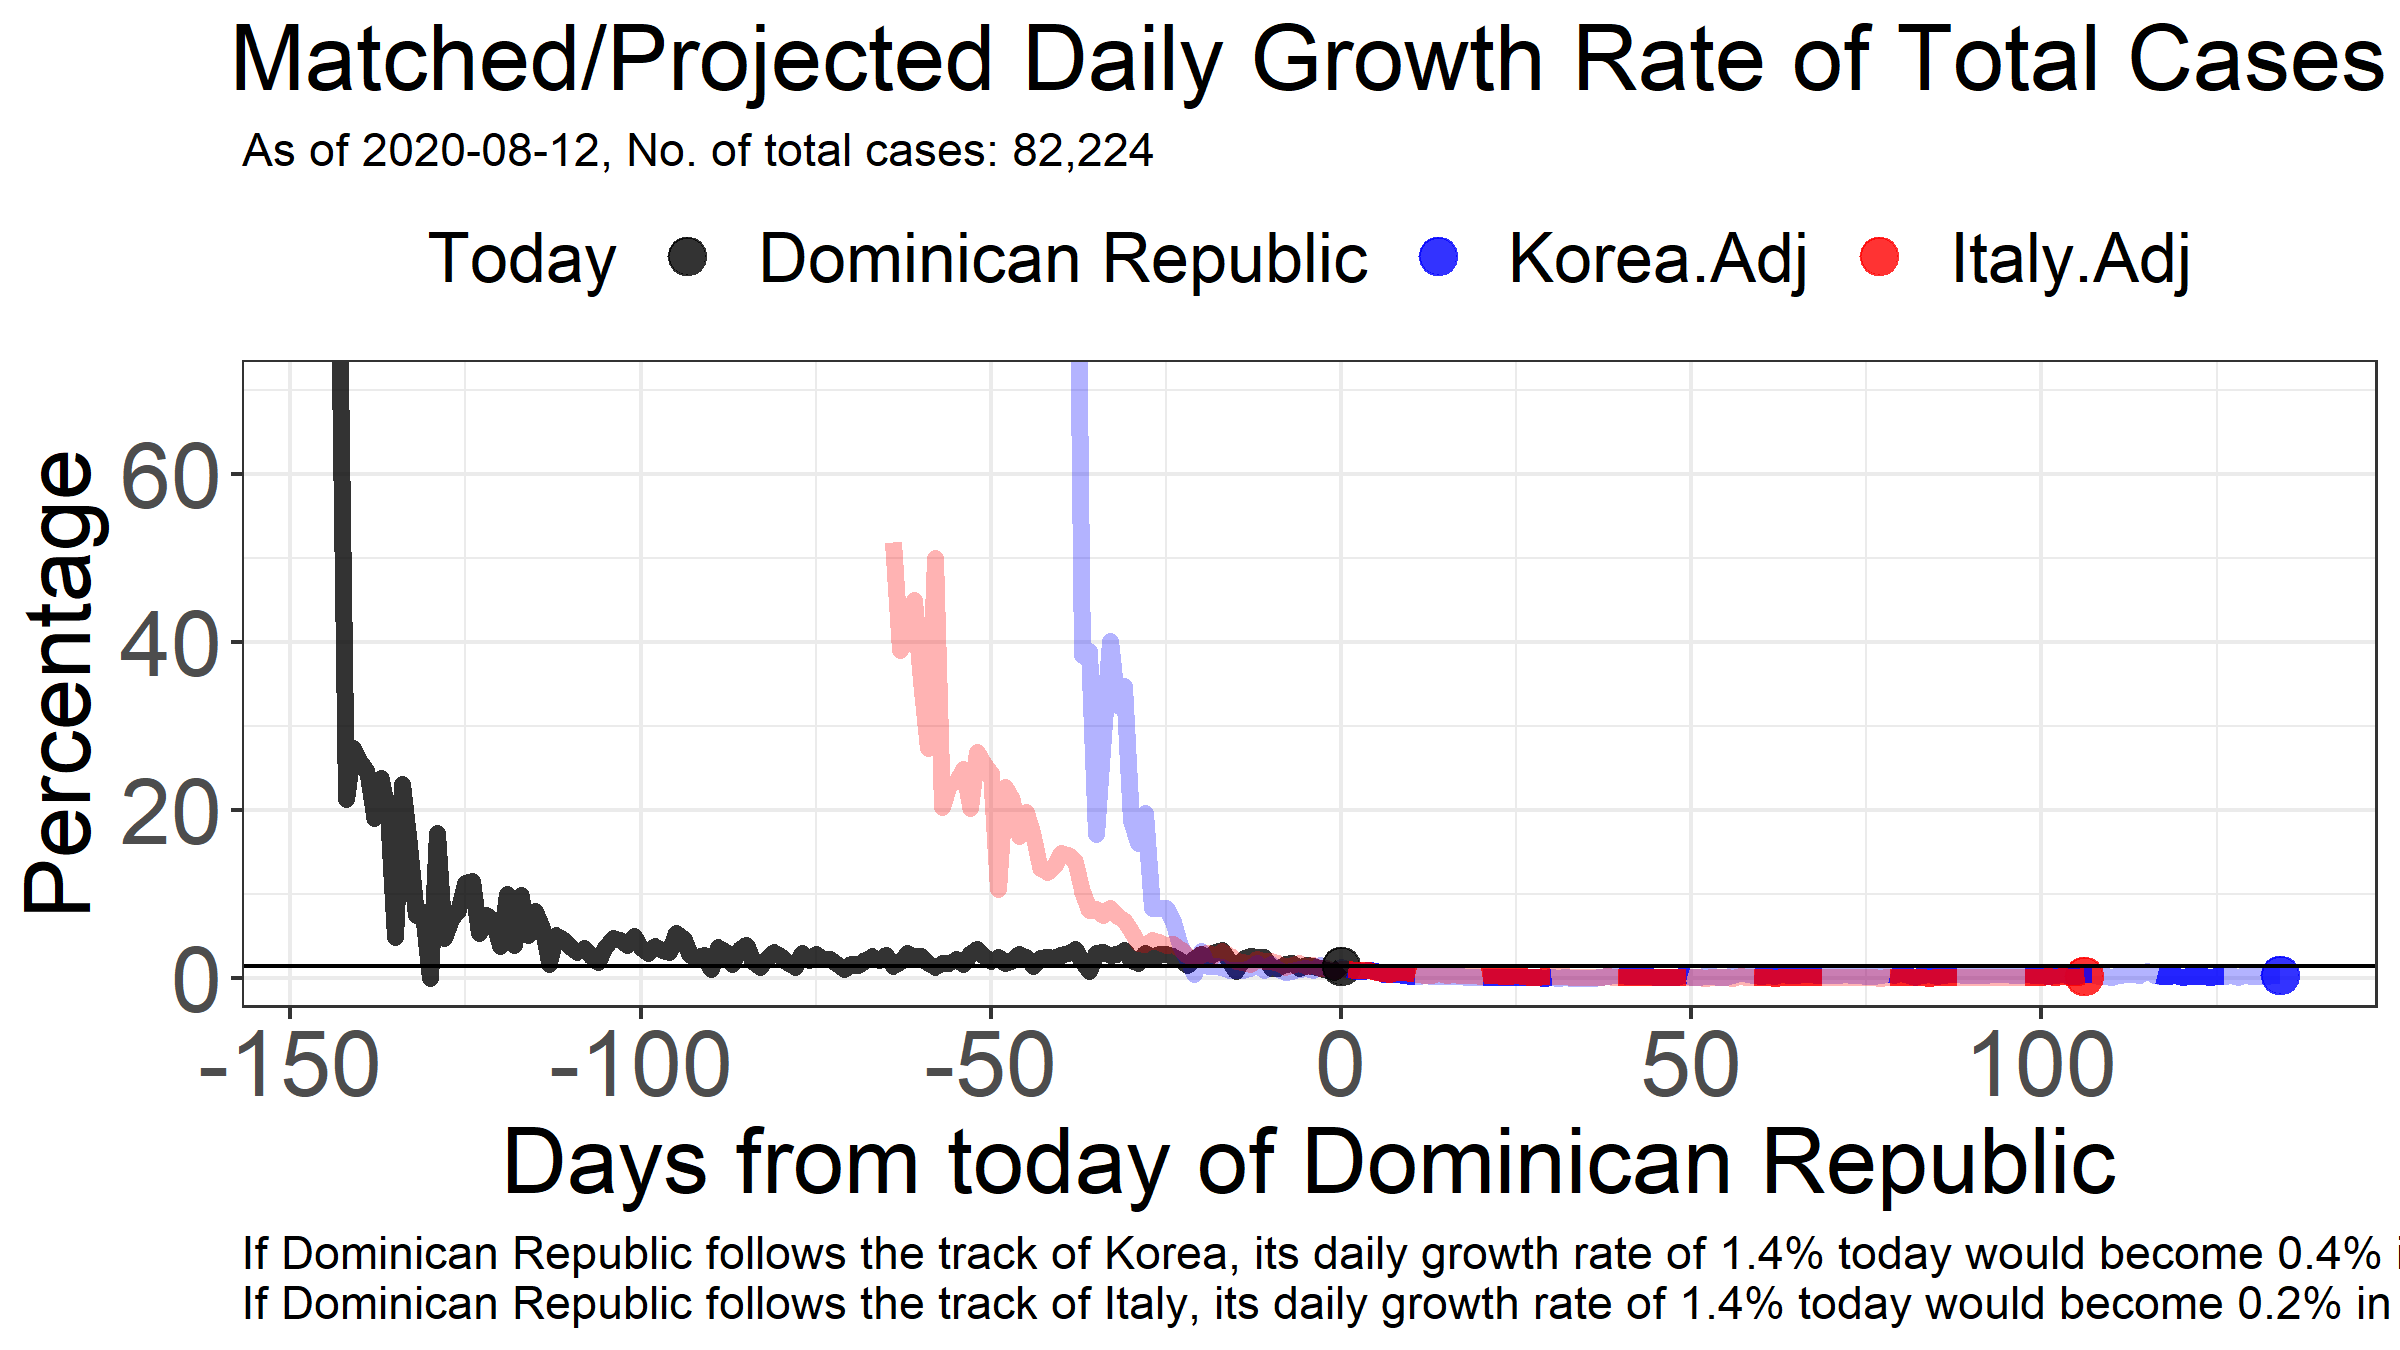 Matched/Projected Daily Growth Rate of Total Cases
As of 2020-08-12, No. of total cases: 82,224
Today Dominican Republic Korea.Adj Italy.Adj
Percentage
60
40
20
0
-150 -100 -50 0 50 100
Days from today of Dominican Republic
If Dominican Republic follows the track of Korea, its daily growth rate of 1.4% today would become 0.4%
If Dominican Republic follows the track of Italy, its daily growth rate of 1.4% today would become 0.2% in